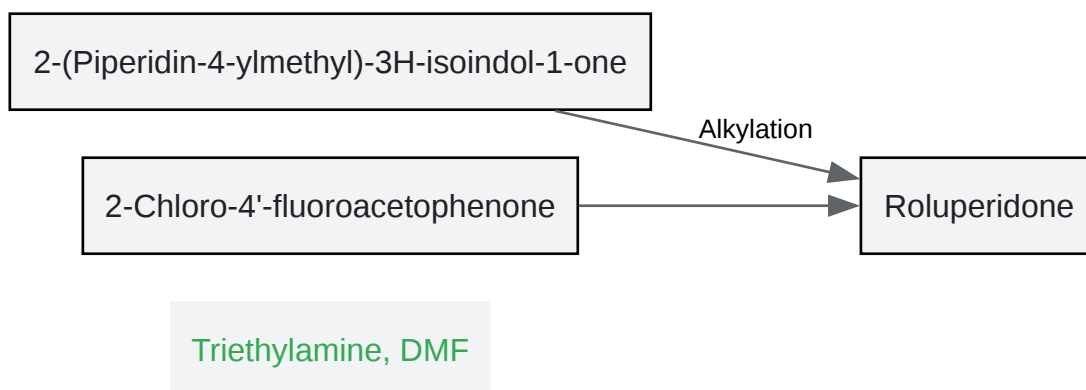 2-(Piperidin-4-ylmethyl)-3H-isoindol-1-one
Alkylation
2-Chloro-4'-fluoroacetophenone
Roluperidone
Triethylamine, DMF